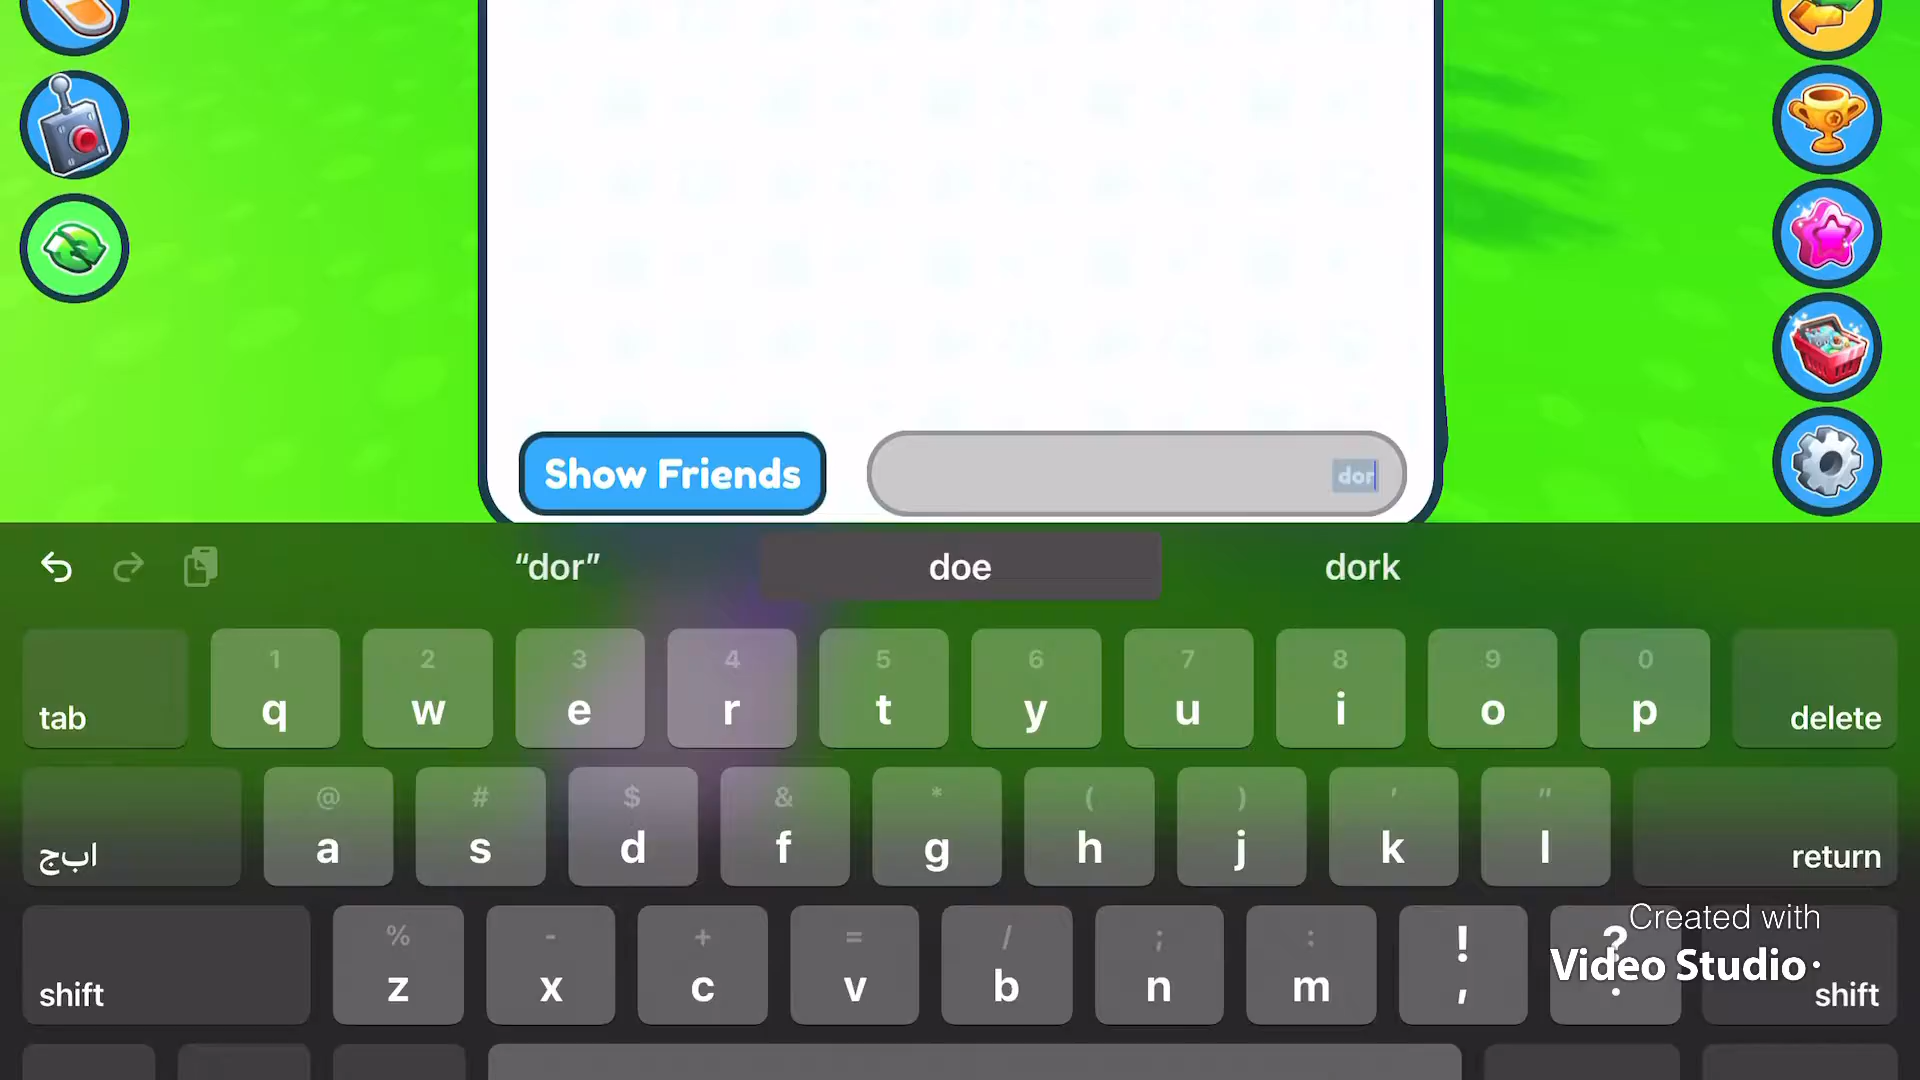 Show Friends
dor
“dor” doe dork
1 2 3 4 5 6 7 8 9 0
tab q w e r t y u i o p delete
@ # $ & * ( ) ' "
ابج a s d f g h j k l return
Created with
% - + = / ; : ! ?
Video Studio
shift z x c v b n m , . shift